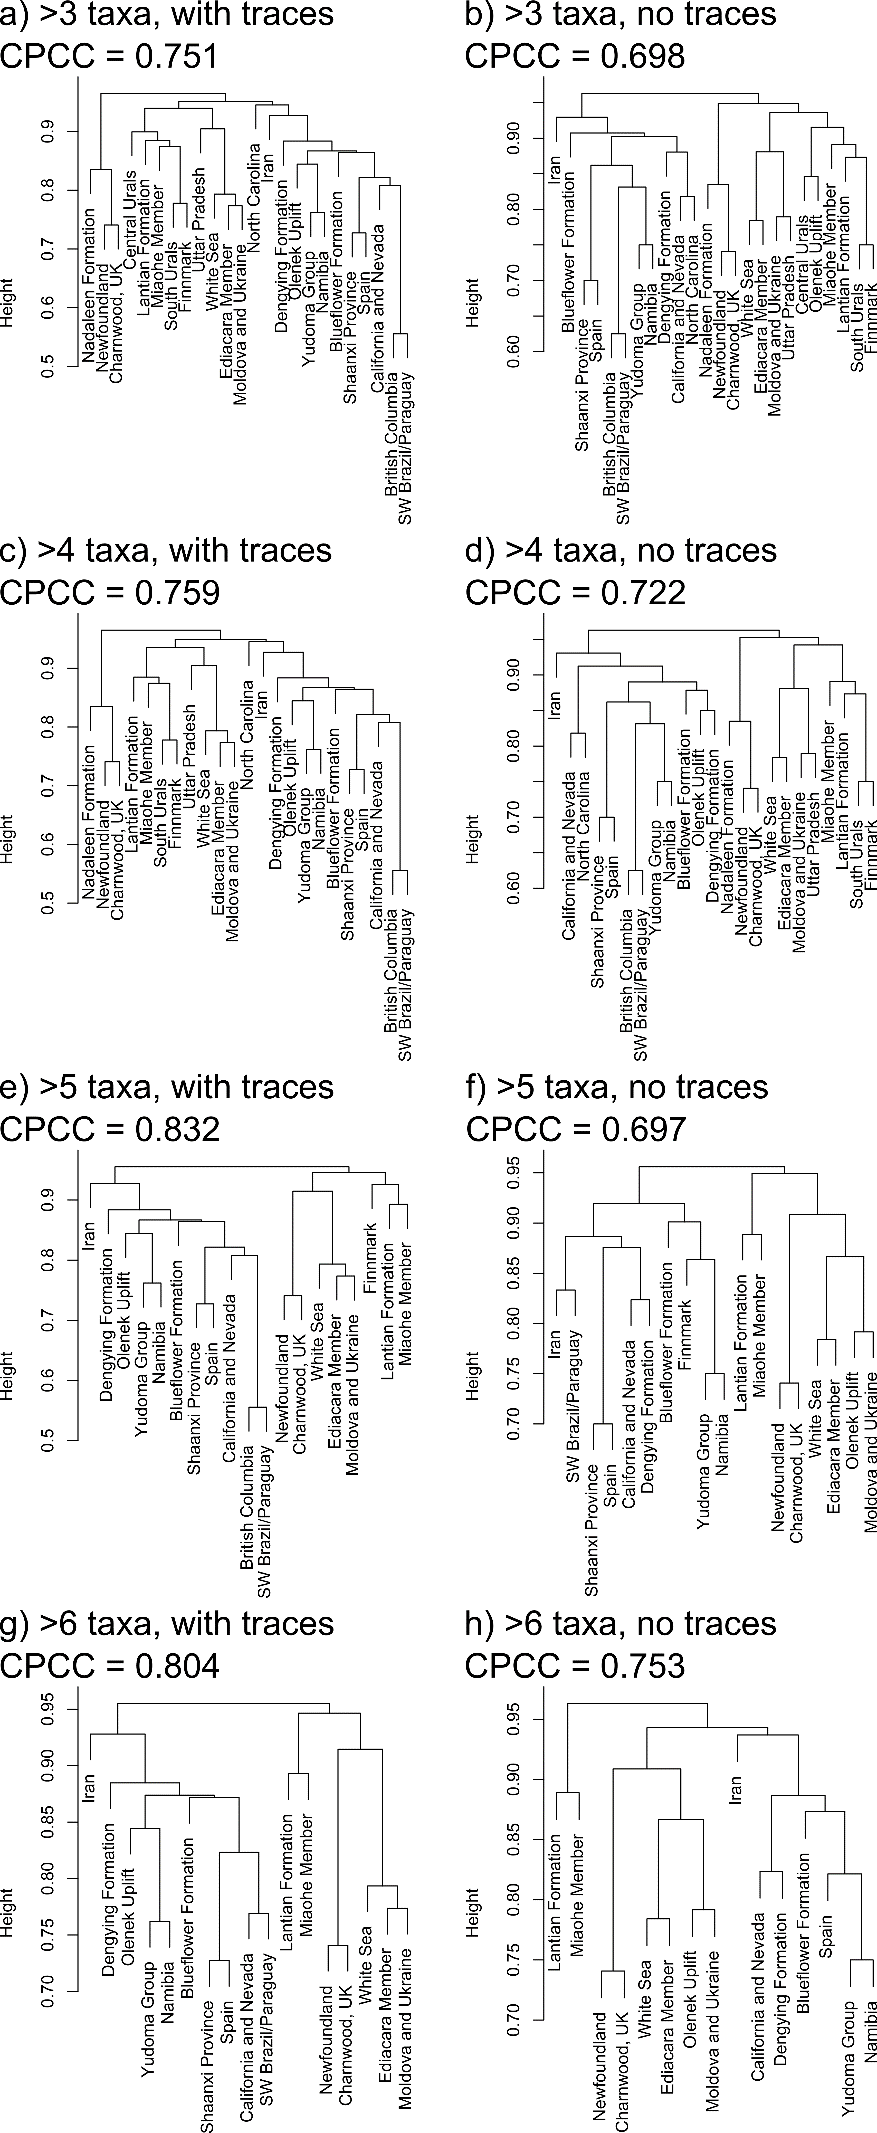 a) >3 taxa, with traces
CPCC = 0.751
Height
0.9
0.8
0.7
0.6
0.5
Nadaleen Formation
Newfoundland
Charnwood, UK
Central Urals
Lantian Formation
Miaohe Member
South Urals
Finnmark
Uttar Pradesh
White Sea
Ediacara Member
Moldova and Ukraine
North Carolina
Iran
Dengying Formation
Olenek Uplift
Yudoma Group
Namibia
Blueflower Formation
Shaanxi Province
Spain
California and Nevada
British Columbia
SW Brazil/Paraguay
b) >3 taxa, no traces
CPCC = 0.698
Height
0.90
0.80
0.70
0.60
Iran
Blueflower Formation
Shaanxi Province
Spain
British Columbia
SW Brazil/Paraguay
Yudoma Group
Namibia
Dengying Formation
California and Nevada
North Carolina
Nadaleen Formation
Newfoundland
Charnwood, UK
White Sea
Ediacara Member
Moldova and Ukraine
Uttar Pradesh
Central Urals
Olenek Uplift
Miaohe Member
Lantian Formation
South Urals
Finnmark
c) >4 taxa, with traces
CPCC = 0.759
Height
0.9
0.8
0.7
0.6
0.5
Nadaleen Formation
Newfoundland
Charnwood, UK
Lantian Formation
Miaohe Member
South Urals
Finnmark
Uttar Pradesh
White Sea
Ediacara Member
Moldova and Ukraine
North Carolina
Iran
Dengying Formation
Olenek Uplift
Yudoma Group
Namibia
Blueflower Formation
Shaanxi Province
Spain
California and Nevada
British Columbia
SW Brazil/Paraguay
d) >4 taxa, no traces
CPCC = 0.722
Height
0.90
0.80
0.70
0.60
Iran
California and Nevada
North Carolina
Shaanxi Province
Spain
British Columbia
SW Brazil/Paraguay
Yudoma Group
Namibia
Blueflower Formation
Olenek Uplift
Dengying Formation
Nadaleen Formation
Newfoundland
Charnwood, UK
White Sea
Ediacara Member
Moldova and Ukraine
Uttar Pradesh
Miaohe Member
Lantian Formation
South Urals
Finnmark
e) >5 taxa, with traces
CPCC = 0.832
Height
0.9
0.8
0.7
0.6
0.5
Iran
Dengying Formation
Olenek Uplift
Yudoma Group
Namibia
Blueflower Formation
Shaanxi Province
Spain
California and Nevada
British Columbia
SW Brazil/Paraguay
Newfoundland
Charnwood, UK
White Sea
Ediacara Member
Moldova and Ukraine
Finnmark
Lantian Formation
Miaohe Member
f) >5 taxa, no traces
CPCC = 0.697
Height
0.95
0.90
0.85
0.80
0.75
0.70
Iran
SW Brazil/Paraguay
Shaanxi Province
Spain
California and Nevada
Dengying Formation
Blueflower Formation
Finnmark
Yudoma Group
Namibia
Lantian Formation
Miaohe Member
Newfoundland
Charnwood, UK
White Sea
Ediacara Member
Olenek Uplift
Moldova and Ukraine
g) >6 taxa, with traces
CPCC = 0.804
Height
0.95
0.90
0.85
0.80
0.75
0.70
Iran
Dengying Formation
Olenek Uplift
Yudoma Group
Namibia
Blueflower Formation
Shaanxi Province
Spain
California and Nevada
SW Brazil/Paraguay
Lantian Formation
Miaohe Member
Newfoundland
Charnwood, UK
White Sea
Ediacara Member
Moldova and Ukraine
h) >6 taxa, no traces
CPCC = 0.753
Height
0.95
0.90
0.85
0.80
0.75
0.70
Lantian Formation
Miaohe Member
Newfoundland
Charnwood, UK
White Sea
Ediacara Member
Olenek Uplift
Moldova and Ukraine
Iran
California and Nevada
Dengying Formation
Blueflower Formation
Spain
Yudoma Group
Namibia